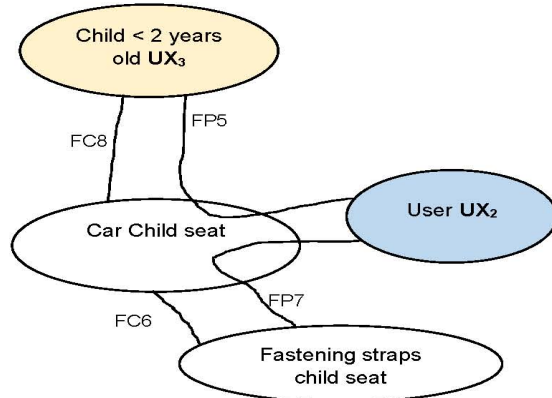 Child < 2 years
old UX₃
FP5
FC8
User UX₂
Car Child seat
FP7
FC6
Fastening straps
child seat